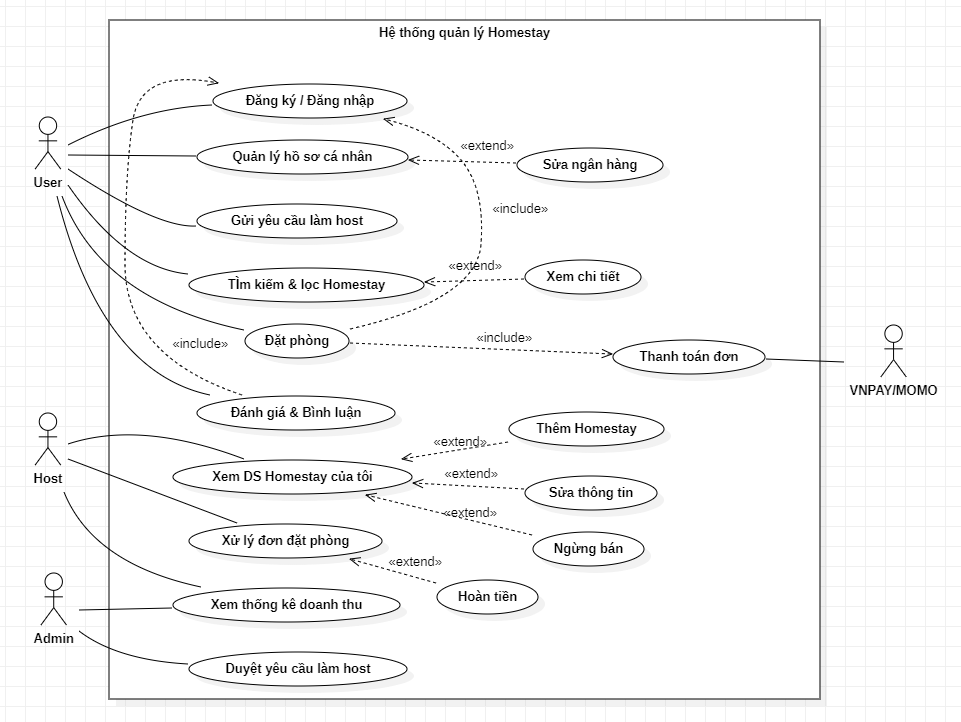 Hệ thống quản lý Homestay
Đăng ký / Đăng nhập
Quản lý hồ sơ cá nhân
«extend»
Sửa ngân hàng
User
«include»
Gửi yêu cầu làm host
TÌm kiếm & lọc Homestay
«extend»
Xem chi tiết
Đặt phòng
«include»
«include»
Thanh toán đơn
VNPAY/MOMO
Đánh giá & Bình luận
Thêm Homestay
«extend»
Host
Xem DS Homestay của tôi
«extend»
Sửa thông tin
«extend»
Xử lý đơn đặt phòng
Ngừng bán
«extend»
Hoàn tiền
Xem thống kê doanh thu
Admin
Duyệt yêu cầu làm host